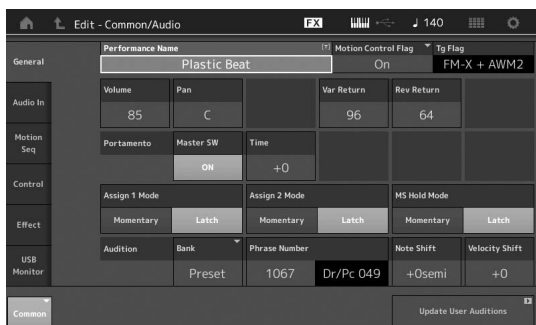 Edit - Common/Audio FX ♩ 140
General
Performance Name
Plastic Beat
Motion Control Flag
On
Tg Flag
FM-X + AWM2
Audio In
Volume
85
Pan
C
Var Return
96
Rev Return
64
Motion Seq
Portamento
Master SW
ON
Time
+0
Control
Assign 1 Mode
Momentary Latch
Assign 2 Mode
Momentary Latch
MS Hold Mode
Momentary Latch
Effect
Audition
Bank
Preset
Phrase Number
1067 Dr/Pc 049
Note Shift
+0semi
Velocity Shift
+0
USB Monitor
Common
Update User Auditions